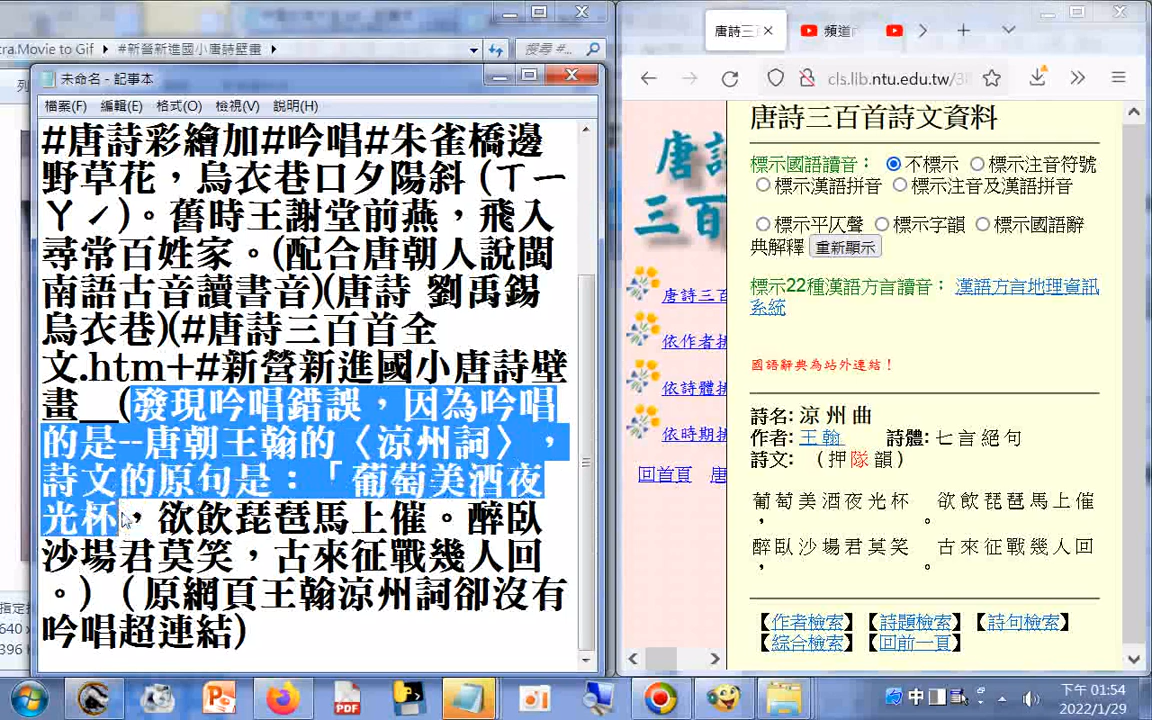 tra.Movie to Gif ▸ #新營新進國小唐詩壁畫 ▸
搜尋 #...
未命名 - 記事本
檔案(F) 編輯(E) 格式(O) 檢視(V) 說明(H)
#唐詩彩繪加#吟唱#朱雀橋邊
野草花，烏衣巷口夕陽斜 (ㄒㄧ
ㄚˊ)。舊時王謝堂前燕，飛入
尋常百姓家。(配合唐朝人說閩
南語古音讀書音)(唐詩 劉禹錫
烏衣巷)(#唐詩三百首全
文.htm+#新營新進國小唐詩壁
畫__(發現吟唱錯誤，因為吟唱
的是--唐朝王翰的〈涼州詞〉，
詩文的原句是：「葡萄美酒夜
光杯，欲飲琵琶馬上催。醉臥
沙場君莫笑，古來征戰幾人回
。)（原網頁王翰涼州詞卻沒有
吟唱超連結)
列
指定
640
396 K
唐詩三
頻道
cls.lib.ntu.edu.tw/3
唐詩
三百
唐詩三百
依作者
依詩體
依時期
回首頁 唐
唐詩三百首詩文資料
標示國語讀音： 不標示 標示注音符號
標示漢語拼音 標示注音及漢語拼音
標示平仄聲 標示字韻 標示國語辭
典解釋 重新顯示
標示22種漢語方言讀音： 漢語方言地理資訊
系統
國語辭典為站外連結！
詩名: 涼州曲
作者: 王翰 詩體: 七言絕句
詩文: （押隊韻）
葡萄美酒夜光杯， 欲飲琵琶馬上催。
醉臥沙場君莫笑， 古來征戰幾人回。
【作者檢索】【詩題檢索】【詩句檢索】
【綜合檢索】【回前一頁】
PDF
中
下午 01:54
2022/1/29